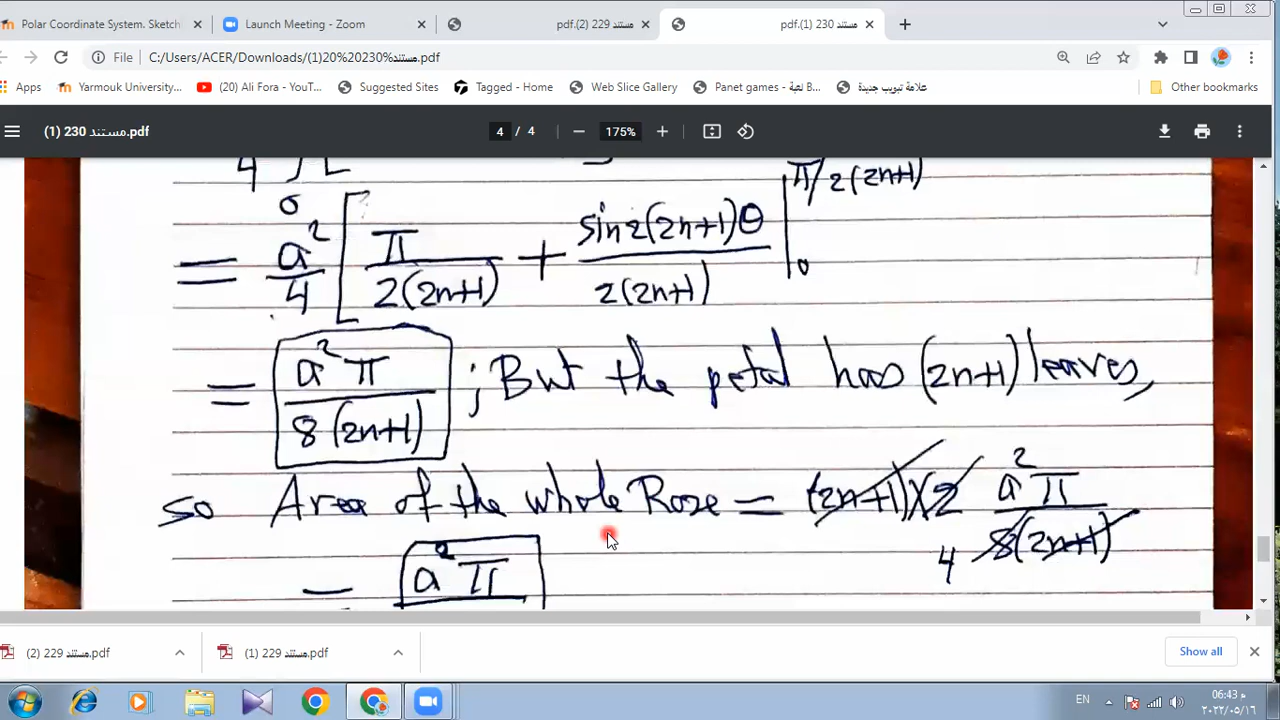 Polar Coordinate System. Sketch
Launch Meeting - Zoom
مستند 229 (2).pdf
مستند 230 (1).pdf
File C:/Users/ACER/Downloads/(1)20%20230%مستند.pdf
Apps Yarmouk University... (20) Ali Fora - YouT... Suggested Sites Tagged - Home Web Slice Gallery Panet games - B... علامة تبويب جديدة Other bookmarks
(1) 230 مستند.pdf 4 / 4 175%
4 0 π/2(2n+1)
= a²/4 [ π/2(2n+1) + sin2(2n+1)θ/2(2n+1) | 0
= a²π/8(2n+1) ; But the petal has (2n+1) leaves,
so Area of the whole Rose = (2n+1)×2 a²π/8(2n+1)
4
= a²π
(2) 229 مستند.pdf (1) 229 مستند.pdf Show all
EN 06:43 م
٢٠٢٢/٠٥/١٦